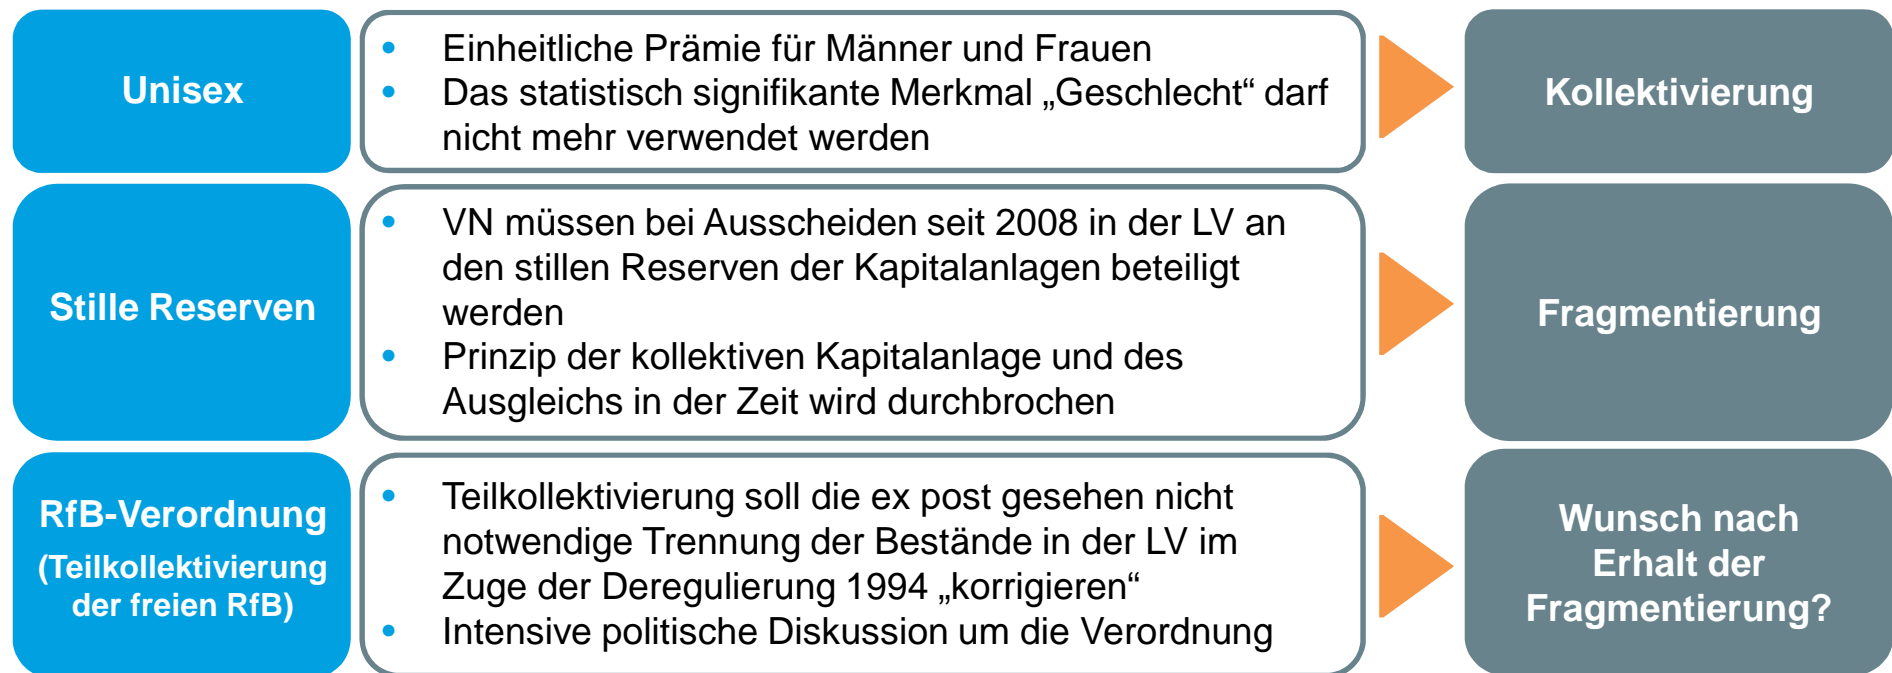 Unisex
• Einheitliche Prämie für Männer und Frauen
• Das statistisch signifikante Merkmal „Geschlecht“ darf
nicht mehr verwendet werden
Kollektivierung
Stille Reserven
• VN müssen bei Ausscheiden seit 2008 in der LV an
den stillen Reserven der Kapitalanlagen beteiligt
werden
• Prinzip der kollektiven Kapitalanlage und des
Ausgleichs in der Zeit wird durchbrochen
Fragmentierung
RfB-Verordnung
(Teilkollektivierung
der freien RfB)
• Teilkollektivierung soll die ex post gesehen nicht
notwendige Trennung der Bestände in der LV im
Zuge der Deregulierung 1994 „korrigieren“
• Intensive politische Diskussion um die Verordnung
Wunsch nach
Erhalt der
Fragmentierung?